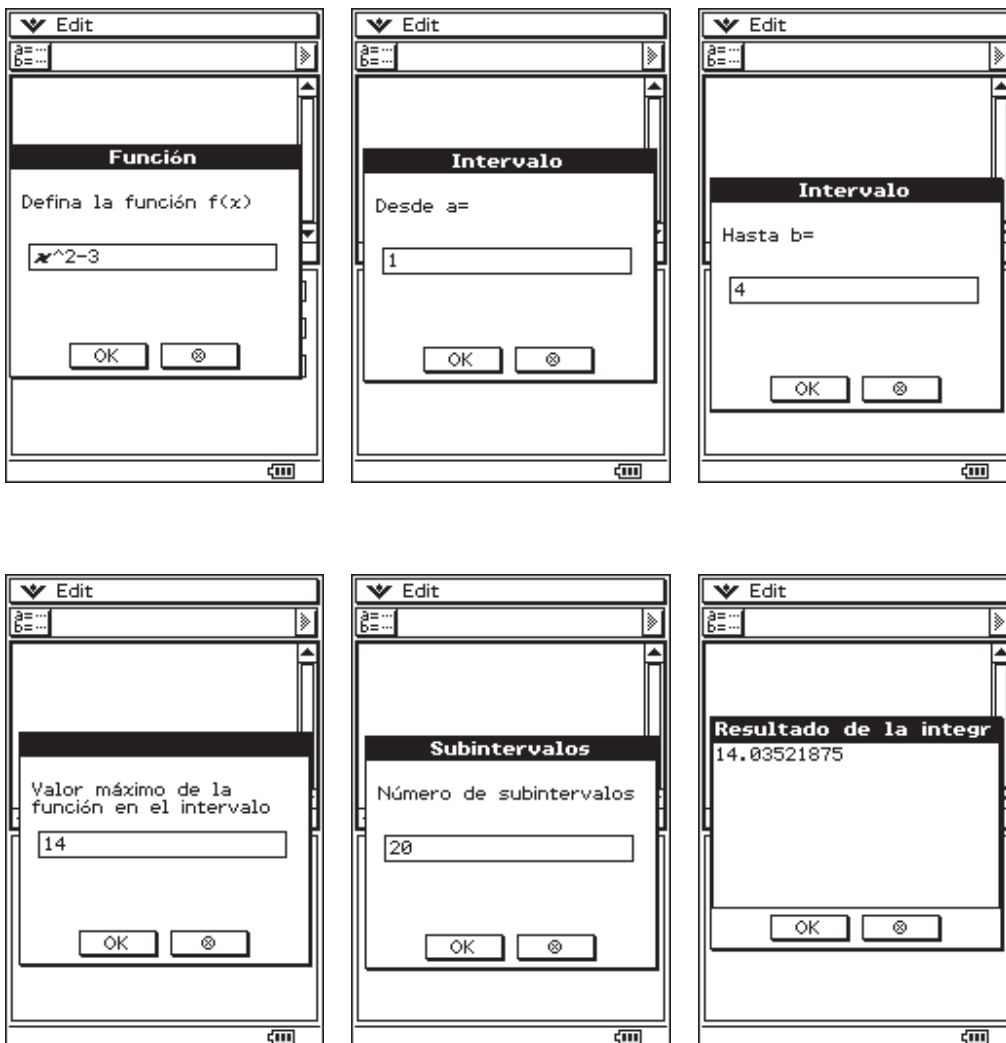 Edit
a=...
b=...
Función
Defina la función f(x)
x^2-3
OK
Edit
a=...
b=...
Intervalo
Desde a=
1
OK
Edit
a=...
b=...
Intervalo
Hasta b=
4
OK
Edit
a=...
b=...
Valor máximo de la
función en el intervalo
14
OK
Edit
a=...
b=...
Subintervalos
Número de subintervalos
20
OK
Edit
a=...
b=...
Resultado de la integr
14.03521875
OK